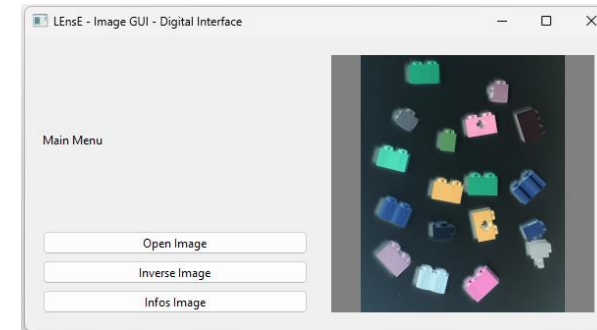 LEnsE - Image GUI - Digital Interface
Main Menu
Open Image
Inverse Image
Infos Image